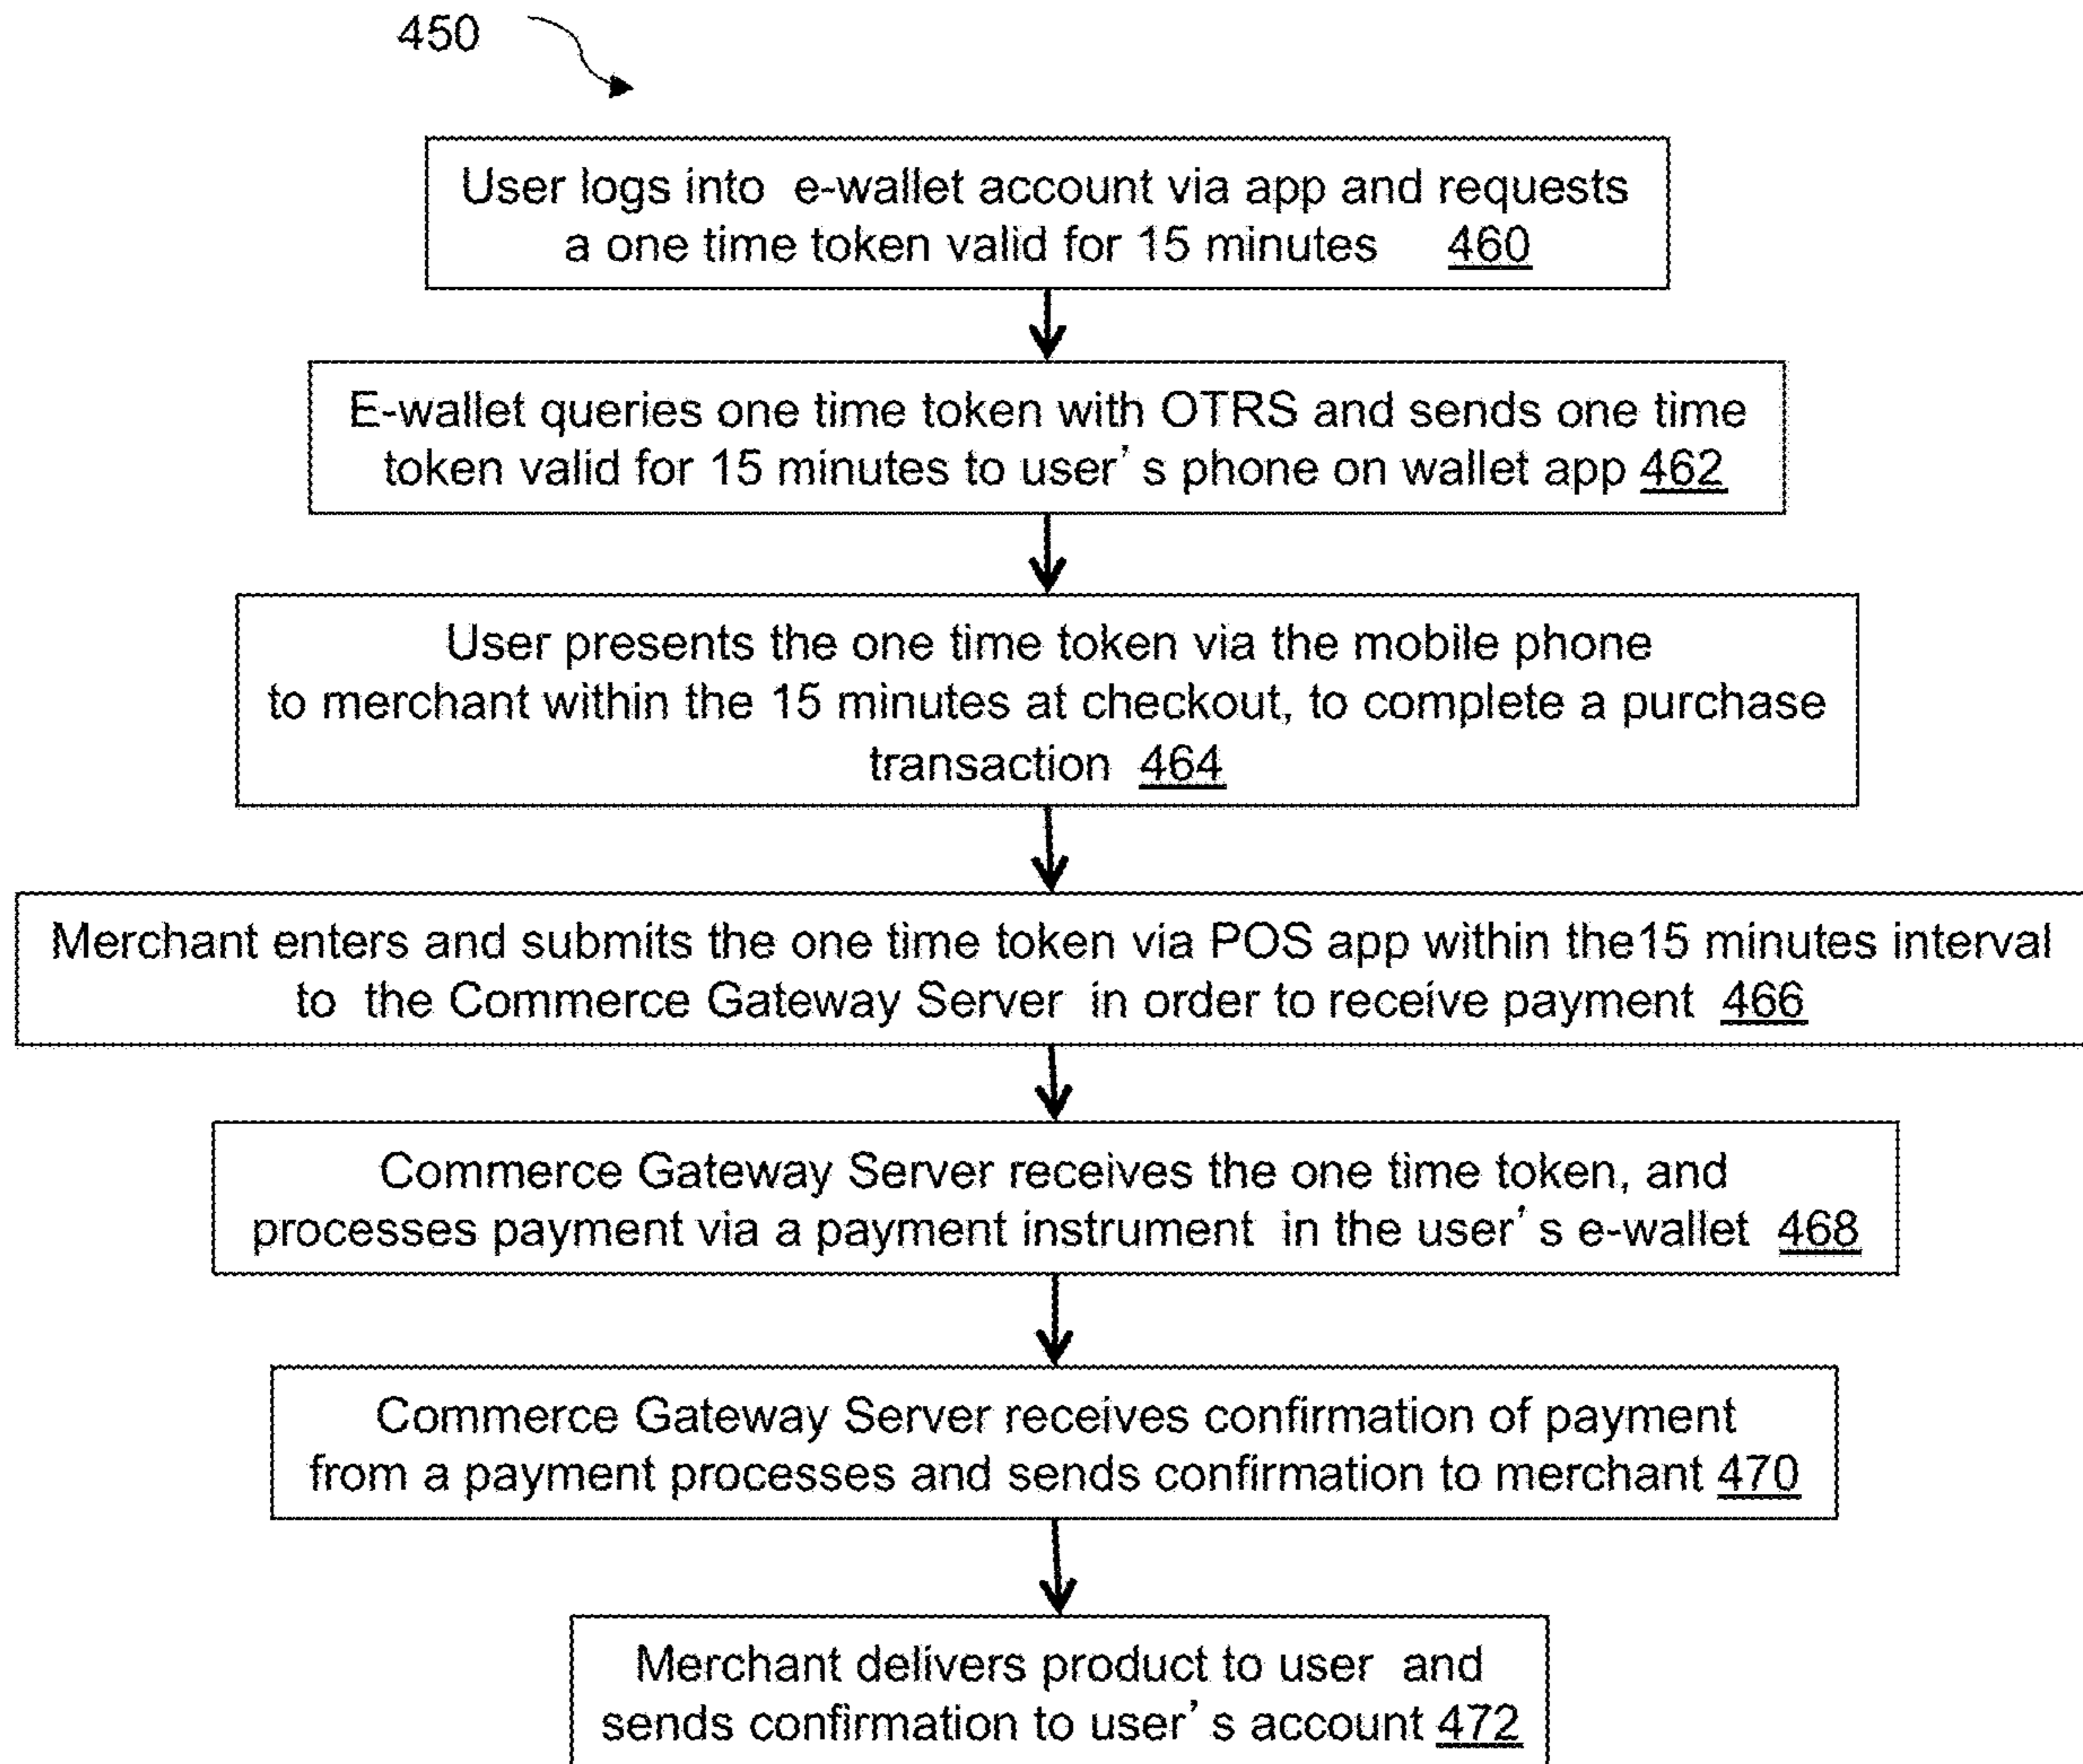 450
User logs into e-wallet account via app and requests
a one time token valid for 15 minutes 460
E-wallet queries one time token with OTRS and sends one time
token valid for 15 minutes to user's phone on wallet app 462
User presents the one time token via the mobile phone
to merchant within the 15 minutes at checkout, to complete a purchase
transaction 464
Merchant enters and submits the one time token via POS app within the15 minutes interval
to the Commerce Gateway Server in order to receive payment 466
Commerce Gateway Server receives the one time token, and
processes payment via a payment instrument in the user's e-wallet 468
Commerce Gateway Server receives confirmation of payment
from a payment processes and sends confirmation to merchant 470
Merchant delivers product to user and
sends confirmation to user's account 472